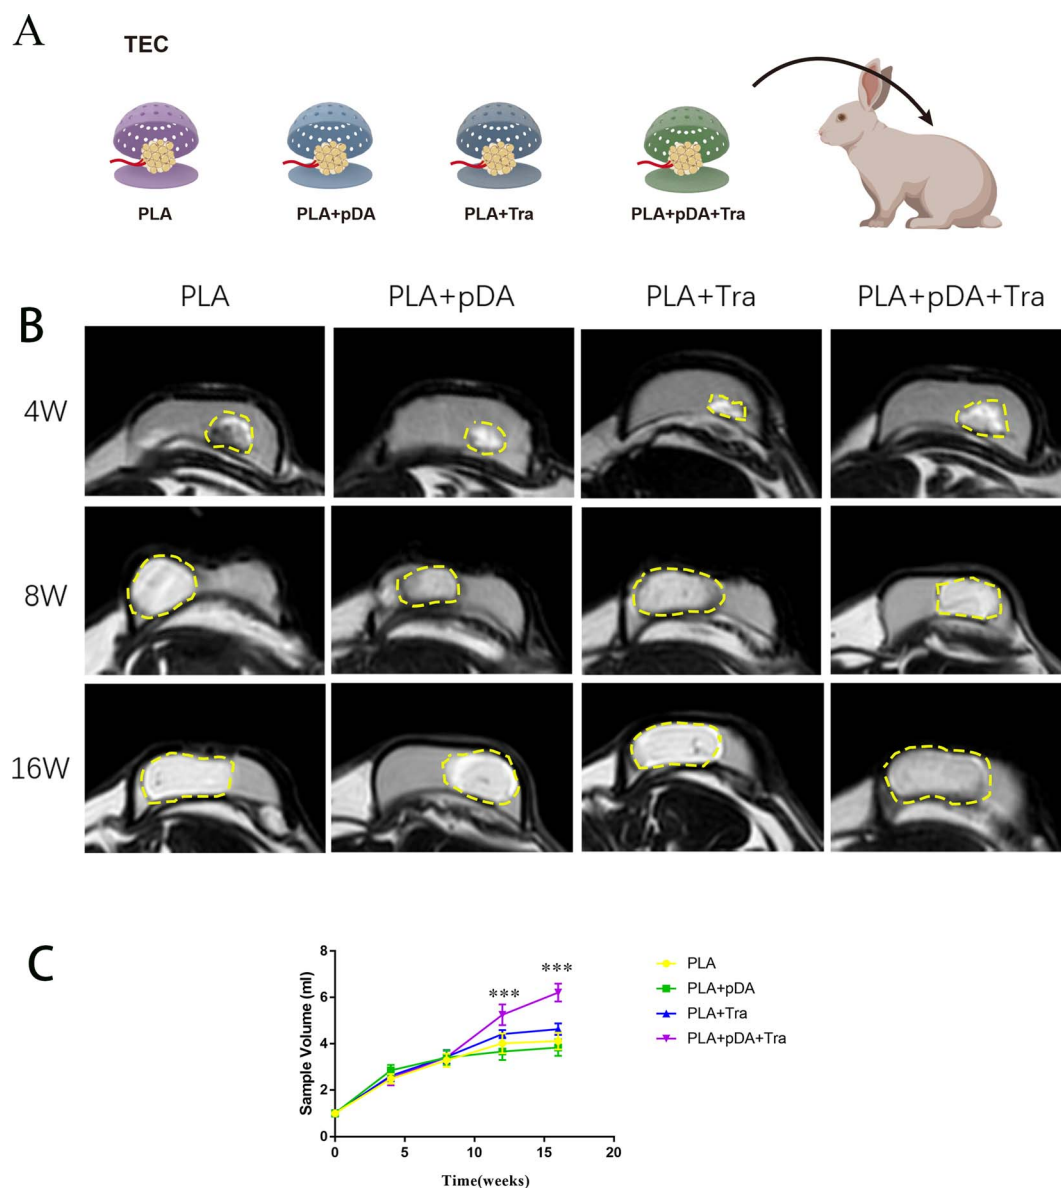 A
TEC
PLA
PLA+pDA
PLA+Tra
PLA+pDA+Tra
B
PLA
PLA+pDA
PLA+Tra
PLA+pDA+Tra
4W
8W
16W
C
Sample Volume (ml)
8
6
4
2
0
0
5
10
15
20
Time(weeks)
***
***
PLA
PLA+pDA
PLA+Tra
PLA+pDA+Tra